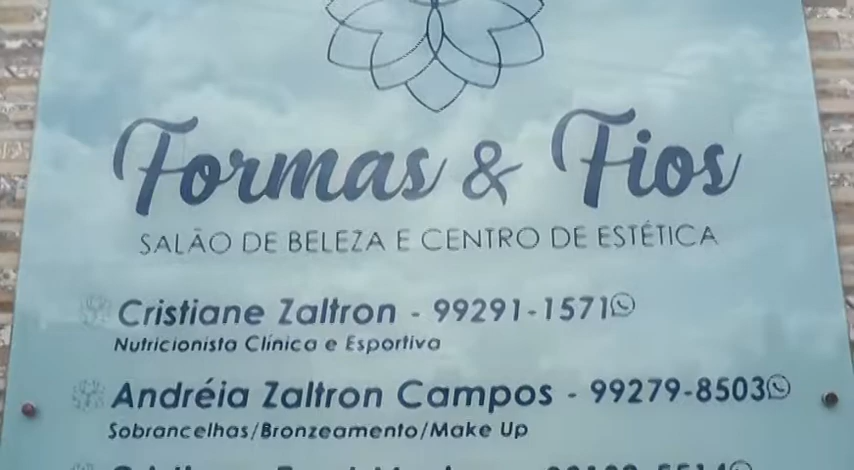 Formas & Fios
SALÃO DE BELEZA E CENTRO DE ESTÉTICA
Cristiane Zaltron - 99291-1571
Nutricionista Clínica e Esportiva
Andréia Zaltron Campos - 99279-8503
Sobrancelhas/Bronzeamento/Make Up